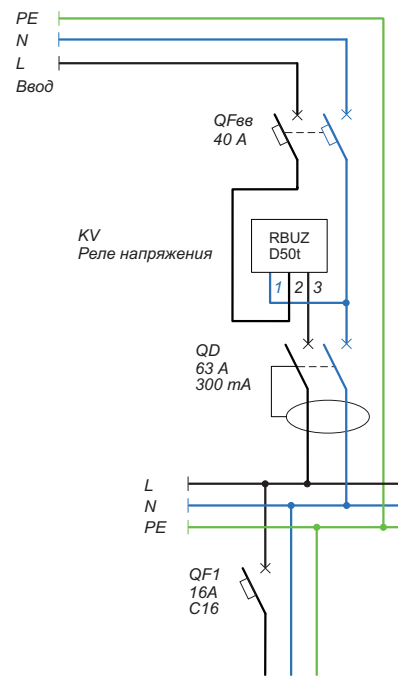 PE
N
L
Ввод
QFвв
40 А
KV
Реле напряжения
RBUZ
D50t
1 2 3
QD
63 А
300 mA
L
N
PE
QF1
16A
C16